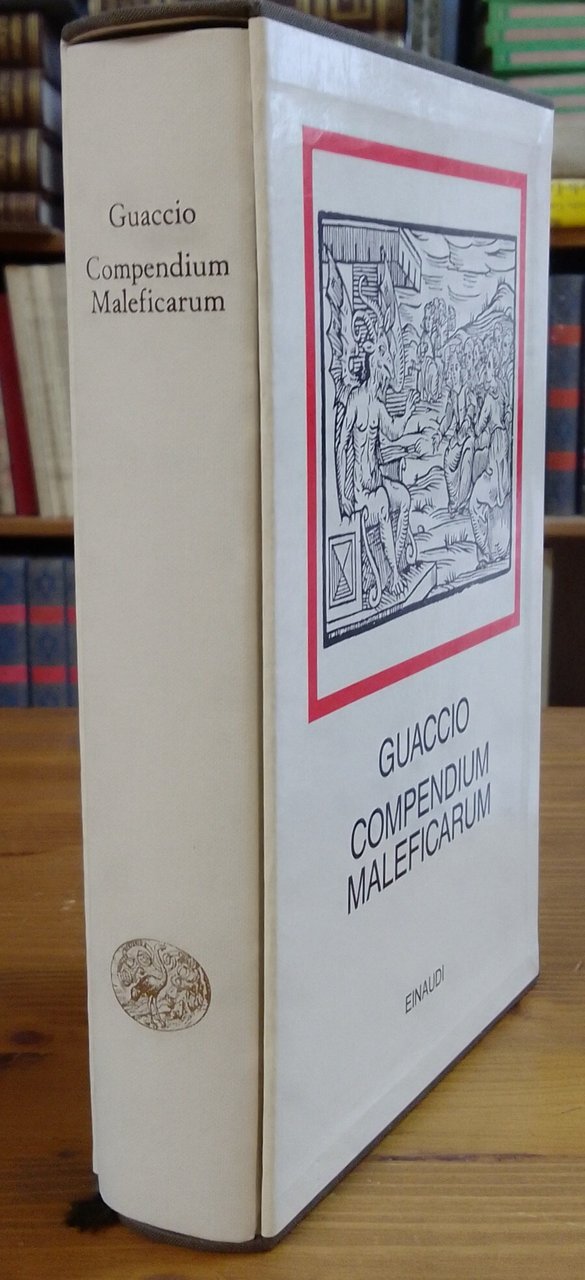 Guaccio
Compendium
Maleficarum
GUACCIO
COMPENDIUM
MALEFICARUM
EINAUDI